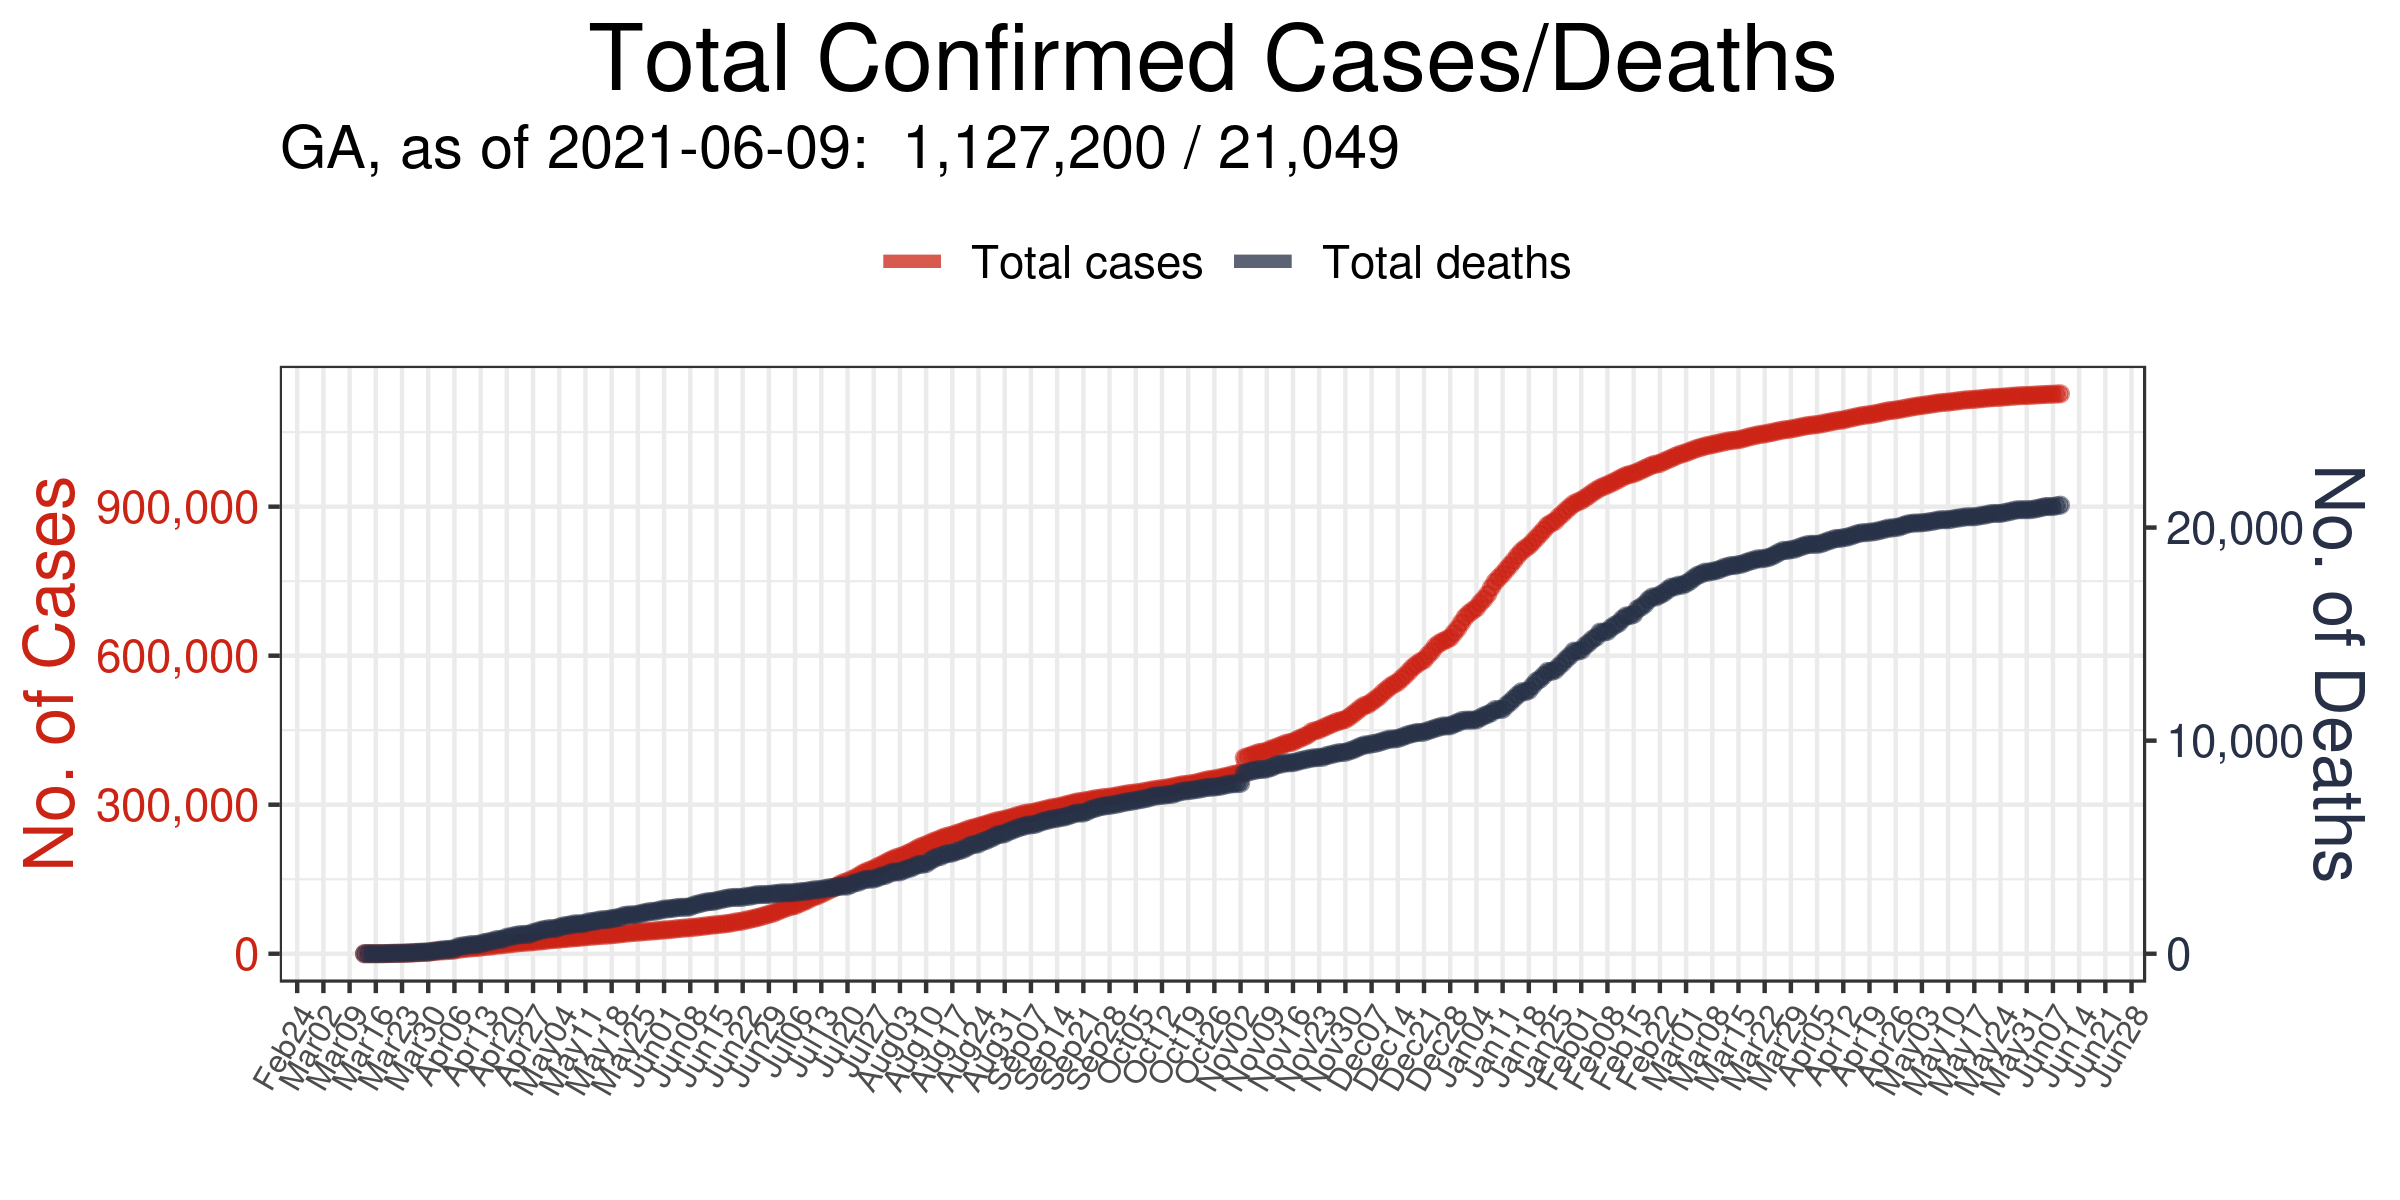 Total Confirmed Cases/Deaths
GA, as of 2021-06-09:  1,127,200 / 21,049
Total cases
Total deaths
No. of Cases
900,000
600,000
300,000
0
20,000
10,000
0
No. of Deaths
Feb24
Mar02
Mar09
Mar16
Mar23
Mar30
Apr06
Apr13
Apr20
Apr27
May04
May11
May18
May25
Jun01
Jun08
Jun15
Jun22
Jun29
Jul06
Jul13
Jul20
Jul27
Aug03
Aug10
Aug17
Aug24
Aug31
Sep07
Sep14
Sep21
Sep28
Oct05
Oct12
Oct19
Oct26
Nov02
Nov09
Nov16
Nov23
Nov30
Dec07
Dec14
Dec21
Dec28
Jan04
Jan11
Jan18
Jan25
Feb01
Feb08
Feb15
Feb22
Mar01
Mar08
Mar15
Mar22
Mar29
Apr05
Apr12
Apr19
Apr26
May03
May10
May17
May24
May31
Jun07
Jun14
Jun21
Jun28